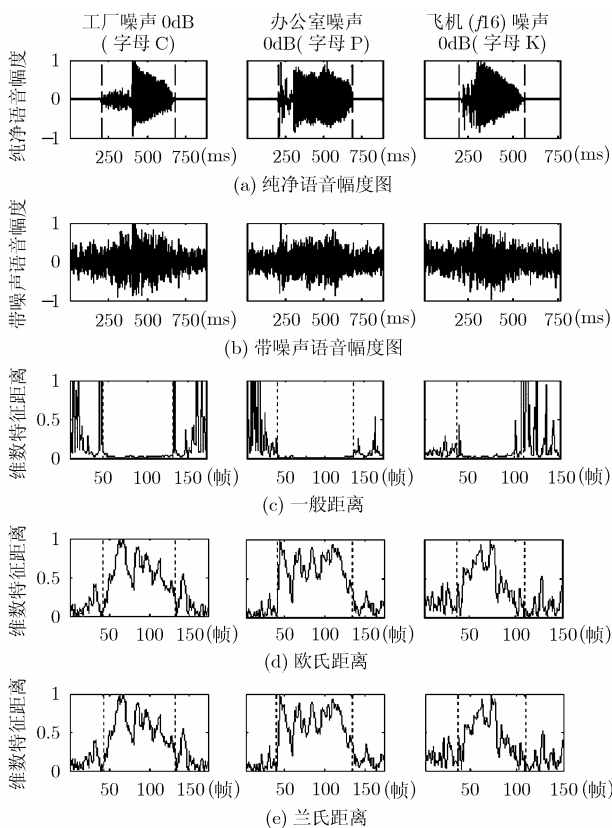 工厂噪声 0dB 办公室噪声 飞机 (f16) 噪声
(字母 C) 0dB(字母 P) 0dB(字母 K)
纯净语音幅度
1
0
−1
250 500 750(ms) 250 500 750(ms) 250 500 750(ms)
(a) 纯净语音幅度图
带噪声语音幅度
1
0
−1
250 500 750(ms) 250 500 750(ms) 250 500 750(ms)
(b) 带噪声语音幅度图
维数特征距离
1
0.5
0
50 100 150(帧) 50 100 150(帧) 50 100 150(帧)
(c) 一般距离
维数特征距离
1
0.5
0
50 100 150(帧) 50 100 150(帧) 50 100 150(帧)
(d) 欧氏距离
维数特征距离
1
0.5
0
50 100 150(帧) 50 100 150(帧) 50 100 150(帧)
(e) 兰氏距离